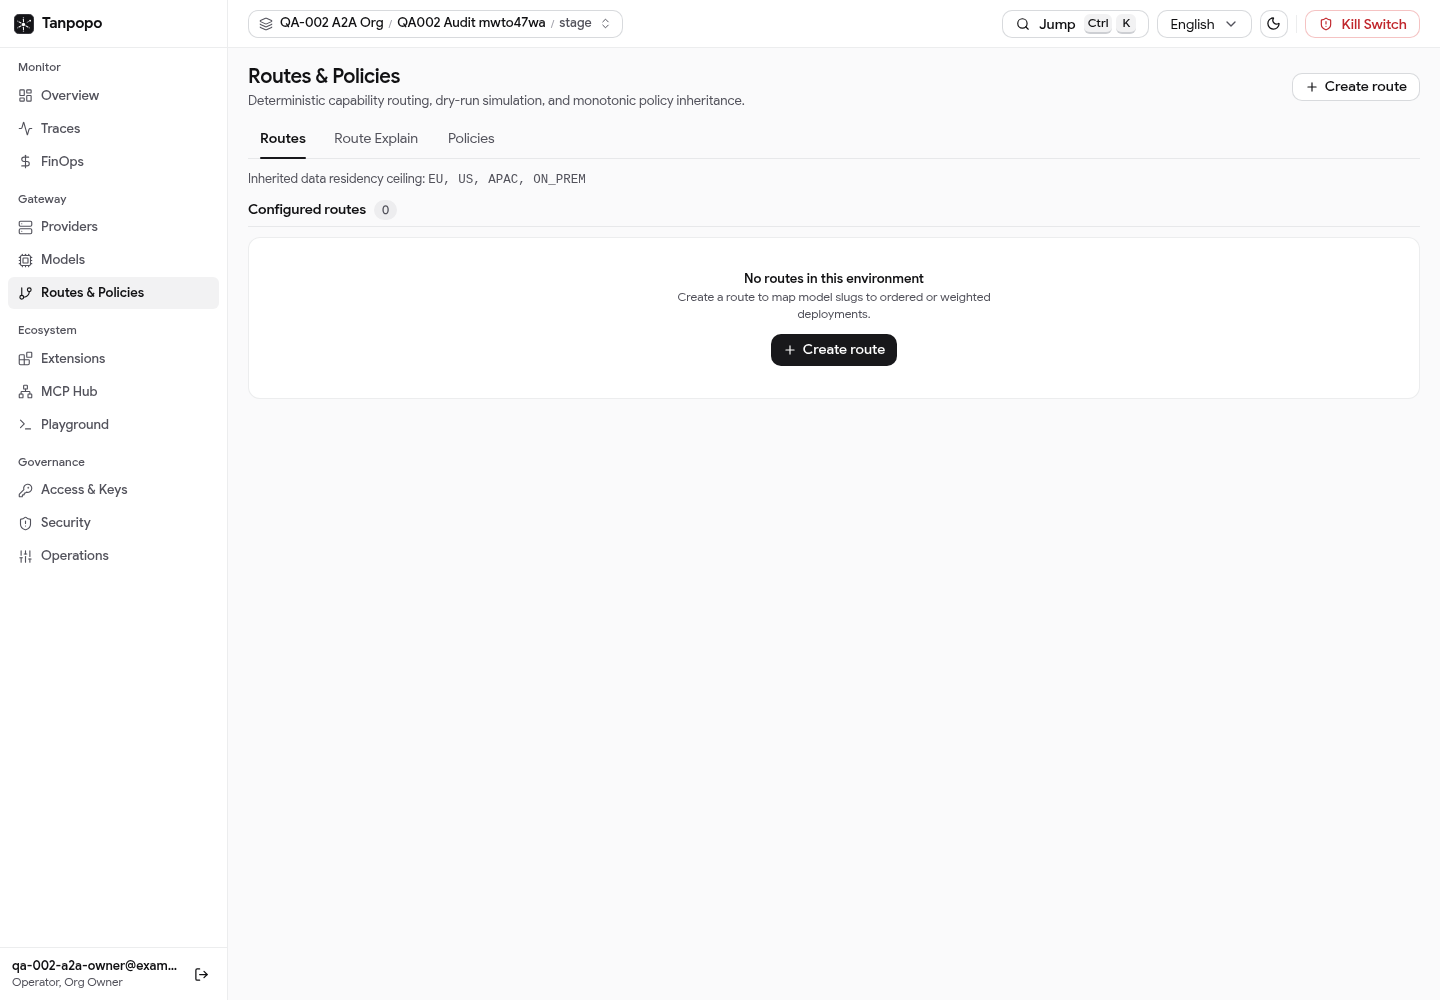 Tanpopo
QA-002 A2A Org / QA002 Audit mwto47wa / stage
Jump Ctrl K
English
Kill Switch
Monitor
Overview
Traces
FinOps
Gateway
Providers
Models
Routes & Policies
Ecosystem
Extensions
MCP Hub
Playground
Governance
Access & Keys
Security
Operations
qa-002-a2a-owner@exam...
Operator, Org Owner
Routes & Policies
Deterministic capability routing, dry-run simulation, and monotonic policy inheritance.
Create route
Routes
Route Explain
Policies
Inherited data residency ceiling: EU, US, APAC, ON_PREM
Configured routes 0
No routes in this environment
Create a route to map model slugs to ordered or weighted
deployments.
Create route